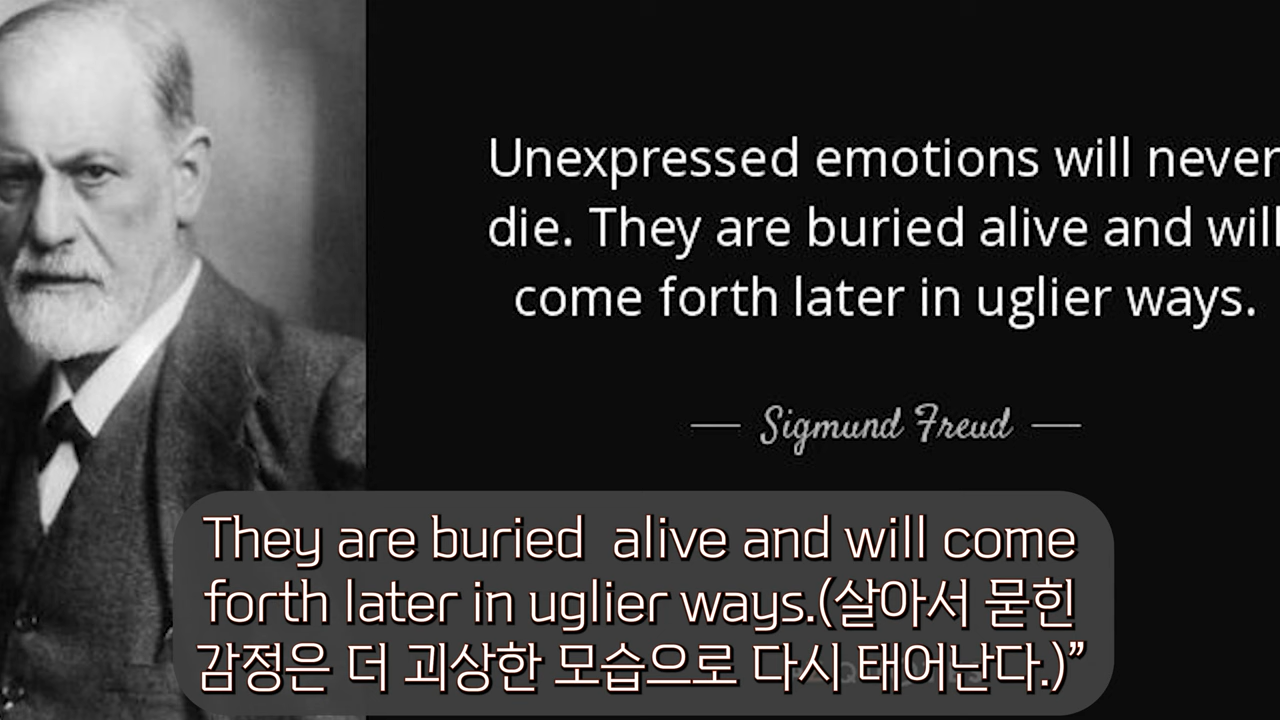 Unexpressed emotions will never
die. They are buried alive and will
come forth later in uglier ways.
— Sigmund Freud —
They are buried  alive and will come
forth later in uglier ways.(살아서 묻힌
감정은 더 괴상한 모습으로 다시 태어난다.)”